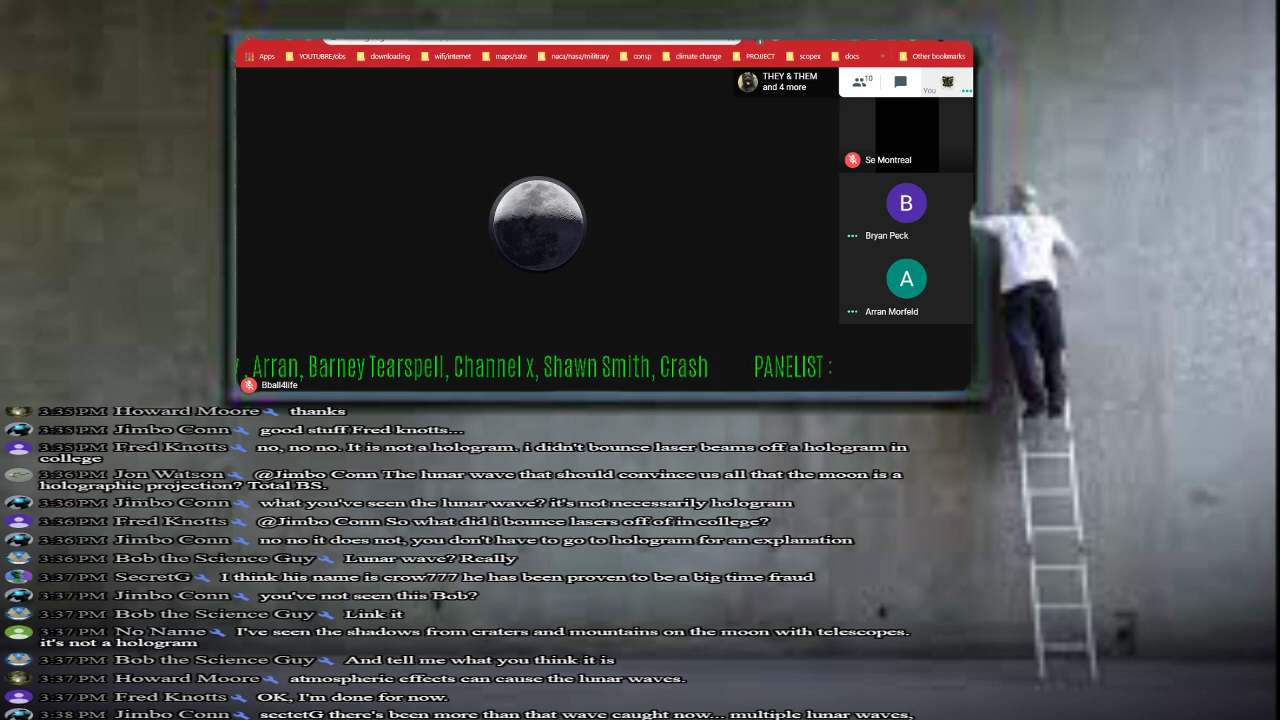 Apps YOUTUBRE/obs downloading wifi/internet maps/sate naca/nasa/militrary consp climate change PROJECT scopex docs Other bookmarks
THEY & THEM
and 4 more
10
You
Se Montreal
B
Bryan Peck
A
Arran Morfeld
, Arran, Barney Tearspell, Channel x, Shawn Smith, Crash PANELIST :
Bball4life
3:35 PM Howard Moore thanks
3:35 PM Jimbo Conn good stuff Fred knotts...
3:35 PM Fred Knotts no, no no. It is not a hologram. i didn't bounce laser beams off a hologram in
college
3:36 PM Jon Watson @Jimbo Conn The lunar wave that should convince us all that the moon is a
holographic projection? Total BS.
3:36 PM Jimbo Conn what you've seen the lunar wave? it's not necessarily hologram
3:36 PM Fred Knotts @Jimbo Conn So what did i bounce lasers off of in college?
3:36 PM Jimbo Conn no no it does not, you don't have to go to hologram for an explanation
3:36 PM Bob the Science Guy Lunar wave? Really
3:37 PM SecretG I think his name is crow777 he has been proven to be a big time fraud
3:37 PM Jimbo Conn you've not seen this Bob?
3:37 PM Bob the Science Guy Link it
3:37 PM No Name I've seen the shadows from craters and mountains on the moon with telescopes.
it's not a hologram
3:37 PM Bob the Science Guy And tell me what you think it is
3:37 PM Howard Moore atmospheric effects can cause the lunar waves.
3:37 PM Fred Knotts OK, I'm done for now.
3:38 PM Jimbo Conn sectetG there's been more than that wave caught now... multiple lunar waves,